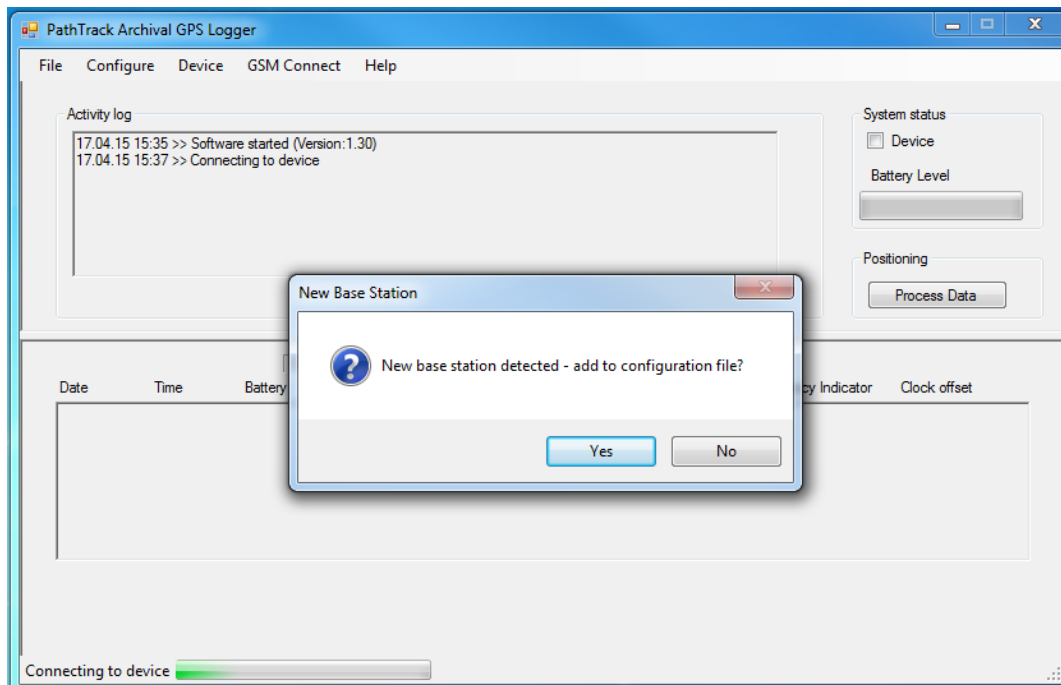 PathTrack Archival GPS Logger
File Configure Device GSM Connect Help
Activity log
17.04.15 15:35 >> Software started (Version:1.30)
17.04.15 15:37 >> Connecting to device
System status
Device
Battery Level
Positioning
Process Data
New Base Station
New base station detected - add to configuration file?
Yes No
Date Time Battery cy Indicator Clock offset
Connecting to device